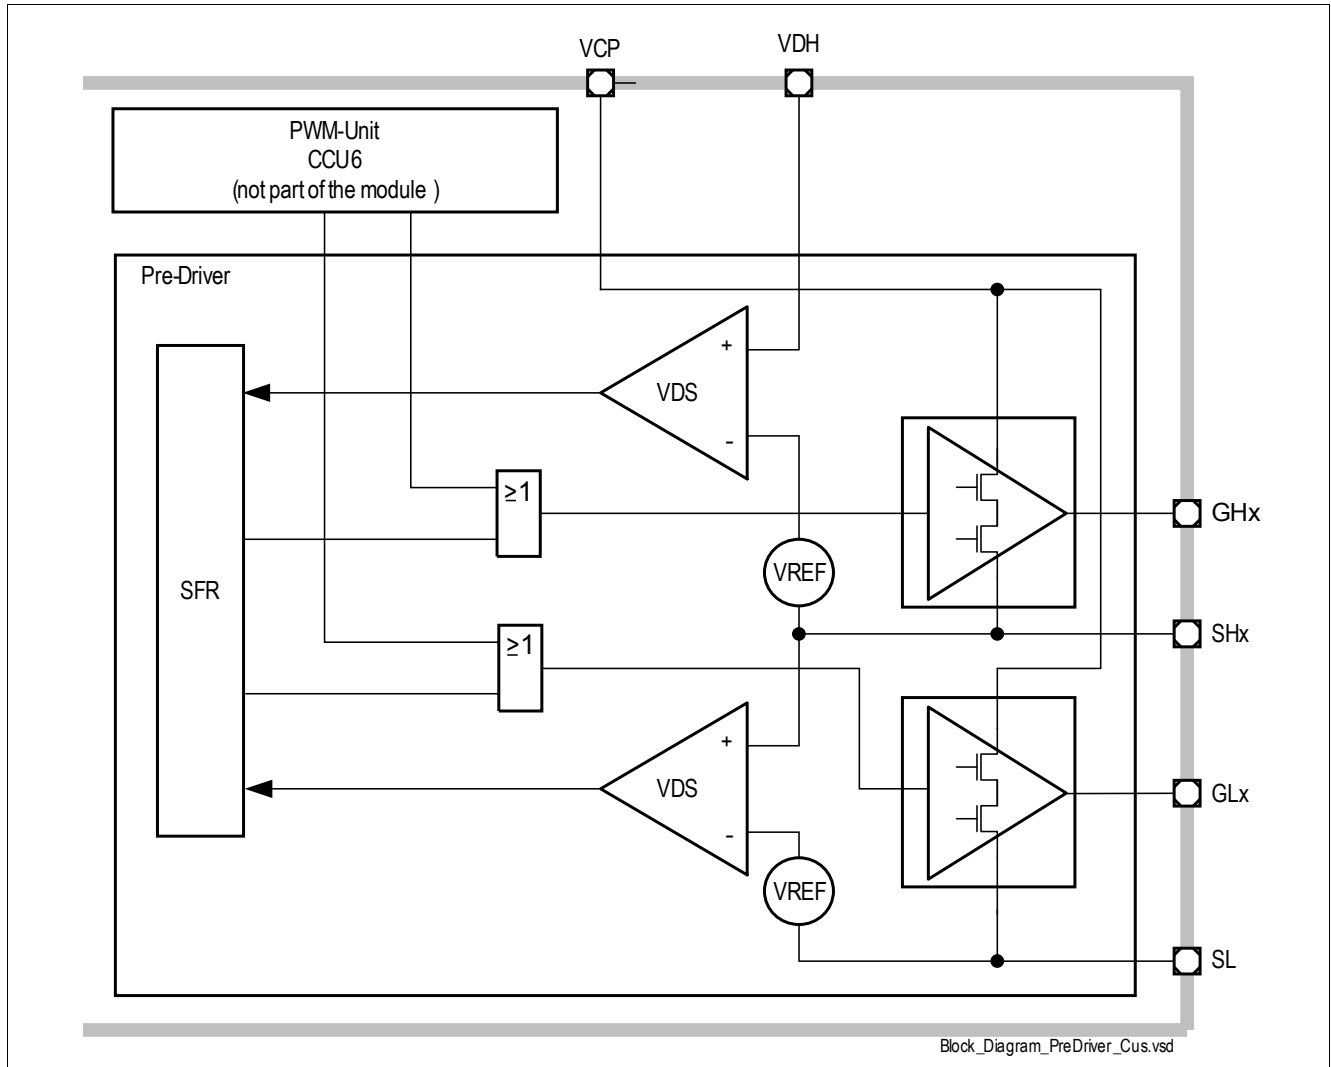 VCP
VDH
PWM-Unit
CCU6
(not part of the module )
Pre-Driver
+
VDS
-
≥1
GHx
VREF
SFR
≥1
SHx
+
VDS
-
GLx
VREF
SL
Block_Diagram_PreDriver_Cus.vsd